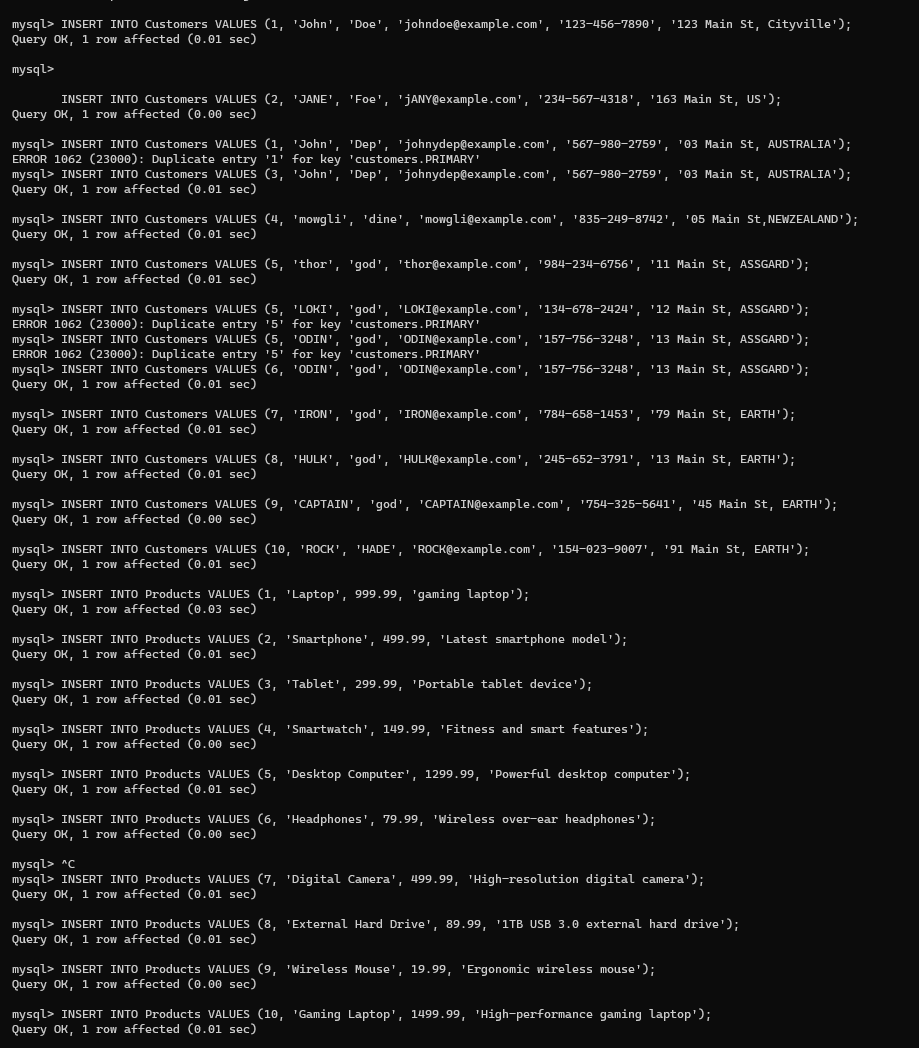 mysql> INSERT INTO Customers VALUES (1, 'John', 'Doe', 'johndoe@example.com', '123-456-7890', '123 Main St, Cityville');
Query OK, 1 row affected (0.01 sec)
mysql>
INSERT INTO Customers VALUES (2, 'JANE', 'Foe', 'jANY@example.com', '234-567-4318', '163 Main St, US');
Query OK, 1 row affected (0.00 sec)
mysql> INSERT INTO Customers VALUES (1, 'John', 'Dep', 'johnydep@example.com', '567-980-2759', '03 Main St, AUSTRALIA');
ERROR 1062 (23000): Duplicate entry '1' for key 'customers.PRIMARY'
mysql> INSERT INTO Customers VALUES (3, 'John', 'Dep', 'johnydep@example.com', '567-980-2759', '03 Main St, AUSTRALIA');
Query OK, 1 row affected (0.01 sec)
mysql> INSERT INTO Customers VALUES (4, 'mowgli', 'dine', 'mowgli@example.com', '835-249-8742', '05 Main St,NEWZEALAND');
Query OK, 1 row affected (0.01 sec)
mysql> INSERT INTO Customers VALUES (5, 'thor', 'god', 'thor@example.com', '984-234-6756', '11 Main St, ASSGARD');
Query OK, 1 row affected (0.01 sec)
mysql> INSERT INTO Customers VALUES (5, 'LOKI', 'god', 'LOKI@example.com', '134-678-2424', '12 Main St, ASSGARD');
ERROR 1062 (23000): Duplicate entry '5' for key 'customers.PRIMARY'
mysql> INSERT INTO Customers VALUES (5, 'ODIN', 'god', 'ODIN@example.com', '157-756-3248', '13 Main St, ASSGARD');
ERROR 1062 (23000): Duplicate entry '5' for key 'customers.PRIMARY'
mysql> INSERT INTO Customers VALUES (6, 'ODIN', 'god', 'ODIN@example.com', '157-756-3248', '13 Main St, ASSGARD');
Query OK, 1 row affected (0.01 sec)
mysql> INSERT INTO Customers VALUES (7, 'IRON', 'god', 'IRON@example.com', '784-658-1453', '79 Main St, EARTH');
Query OK, 1 row affected (0.01 sec)
mysql> INSERT INTO Customers VALUES (8, 'HULK', 'god', 'HULK@example.com', '245-652-3791', '13 Main St, EARTH');
Query OK, 1 row affected (0.01 sec)
mysql> INSERT INTO Customers VALUES (9, 'CAPTAIN', 'god', 'CAPTAIN@example.com', '754-325-5641', '45 Main St, EARTH');
Query OK, 1 row affected (0.00 sec)
mysql> INSERT INTO Customers VALUES (10, 'ROCK', 'HADE', 'ROCK@example.com', '154-023-9007', '91 Main St, EARTH');
Query OK, 1 row affected (0.01 sec)
mysql> INSERT INTO Products VALUES (1, 'Laptop', 999.99, 'gaming laptop');
Query OK, 1 row affected (0.03 sec)
mysql> INSERT INTO Products VALUES (2, 'Smartphone', 499.99, 'Latest smartphone model');
Query OK, 1 row affected (0.01 sec)
mysql> INSERT INTO Products VALUES (3, 'Tablet', 299.99, 'Portable tablet device');
Query OK, 1 row affected (0.01 sec)
mysql> INSERT INTO Products VALUES (4, 'Smartwatch', 149.99, 'Fitness and smart features');
Query OK, 1 row affected (0.00 sec)
mysql> INSERT INTO Products VALUES (5, 'Desktop Computer', 1299.99, 'Powerful desktop computer');
Query OK, 1 row affected (0.01 sec)
mysql> INSERT INTO Products VALUES (6, 'Headphones', 79.99, 'Wireless over-ear headphones');
Query OK, 1 row affected (0.00 sec)
mysql> ^C
mysql> INSERT INTO Products VALUES (7, 'Digital Camera', 499.99, 'High-resolution digital camera');
Query OK, 1 row affected (0.01 sec)
mysql> INSERT INTO Products VALUES (8, 'External Hard Drive', 89.99, '1TB USB 3.0 external hard drive');
Query OK, 1 row affected (0.01 sec)
mysql> INSERT INTO Products VALUES (9, 'Wireless Mouse', 19.99, 'Ergonomic wireless mouse');
Query OK, 1 row affected (0.00 sec)
mysql> INSERT INTO Products VALUES (10, 'Gaming Laptop', 1499.99, 'High-performance gaming laptop');
Query OK, 1 row affected (0.01 sec)